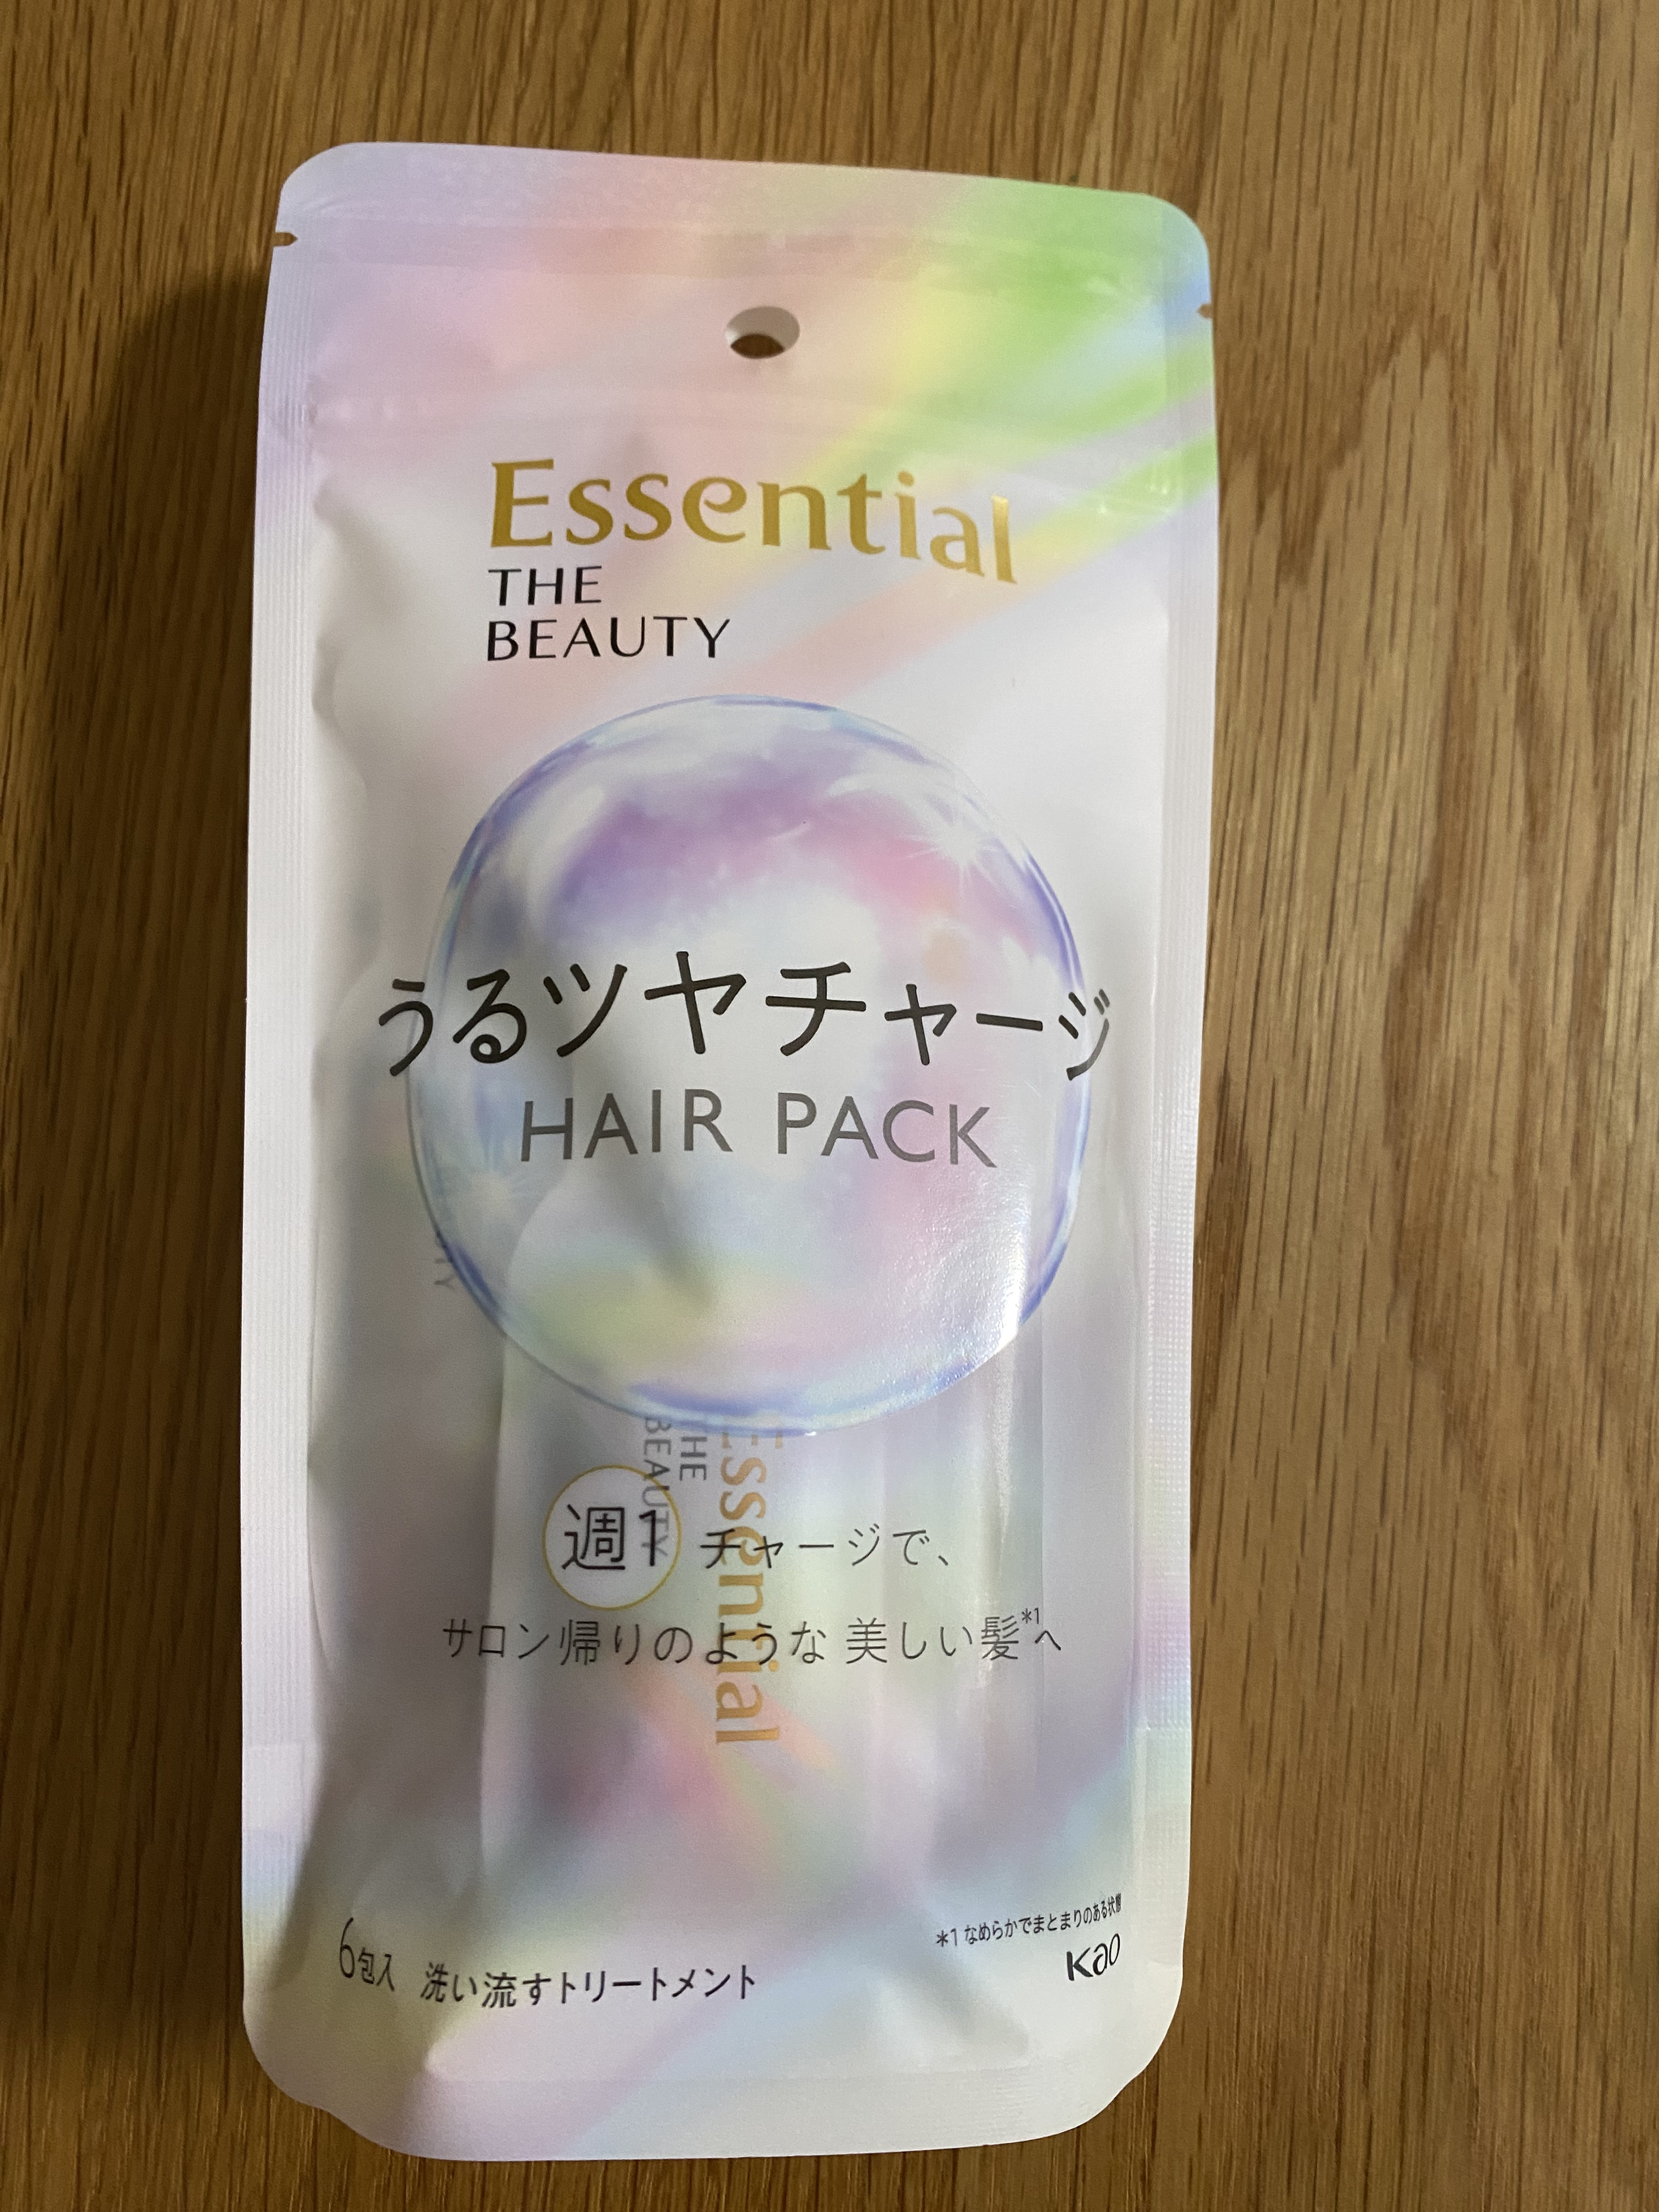 Essential
THE
BEAUTY
うるツヤチャージ
HAIR PACK
週1 チャージで、
サロン帰りのような 美しい髪*1へ
THE
BEAUTY
Essential
6包入 洗い流すトリートメント
*1 なめらかでまとまりのある状態
Kao